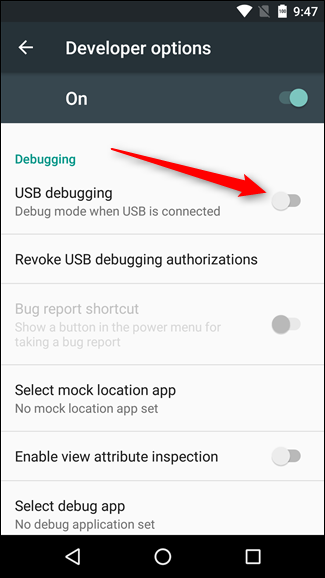 9:47
Developer options
On
Debugging
USB debugging
Debug mode when USB is connected
Revoke USB debugging authorizations
Bug report shortcut
Show a button in the power menu for
taking a bug report
Select mock location app
No mock location app set
Enable view attribute inspection
Select debug app
No debug application set